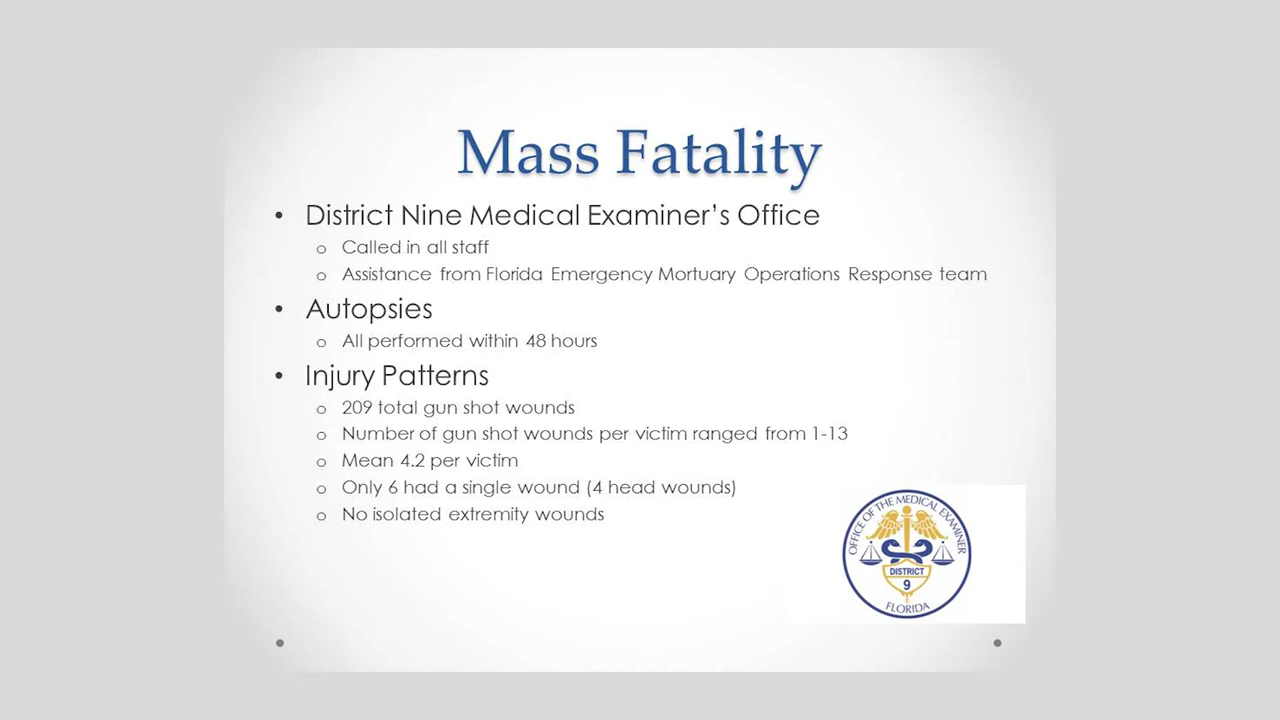 Mass Fatality
• District Nine Medical Examiner's Office
o Called in all staff
o Assistance from Florida Emergency Mortuary Operations Response team
• Autopsies
o All performed within 48 hours
• Injury Patterns
o 209 total gun shot wounds
o Number of gun shot wounds per victim ranged from 1-13
o Mean 4.2 per victim
o Only 6 had a single wound (4 head wounds)
o No isolated extremity wounds
OFFICE OF THE MEDICAL EXAMINER
DISTRICT
9
FLORIDA